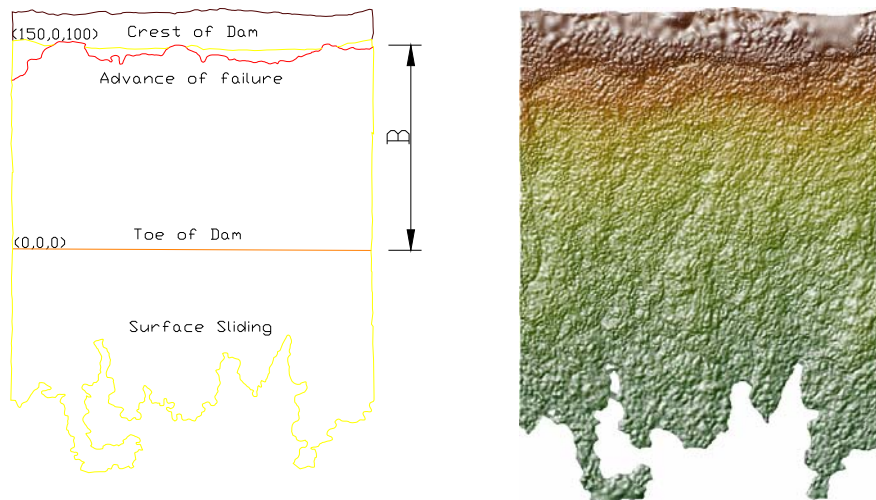 Crest of Dam
(150,0,100)
Advance of failure
B
Toe of Dam
(0,0,0)
Surface Sliding